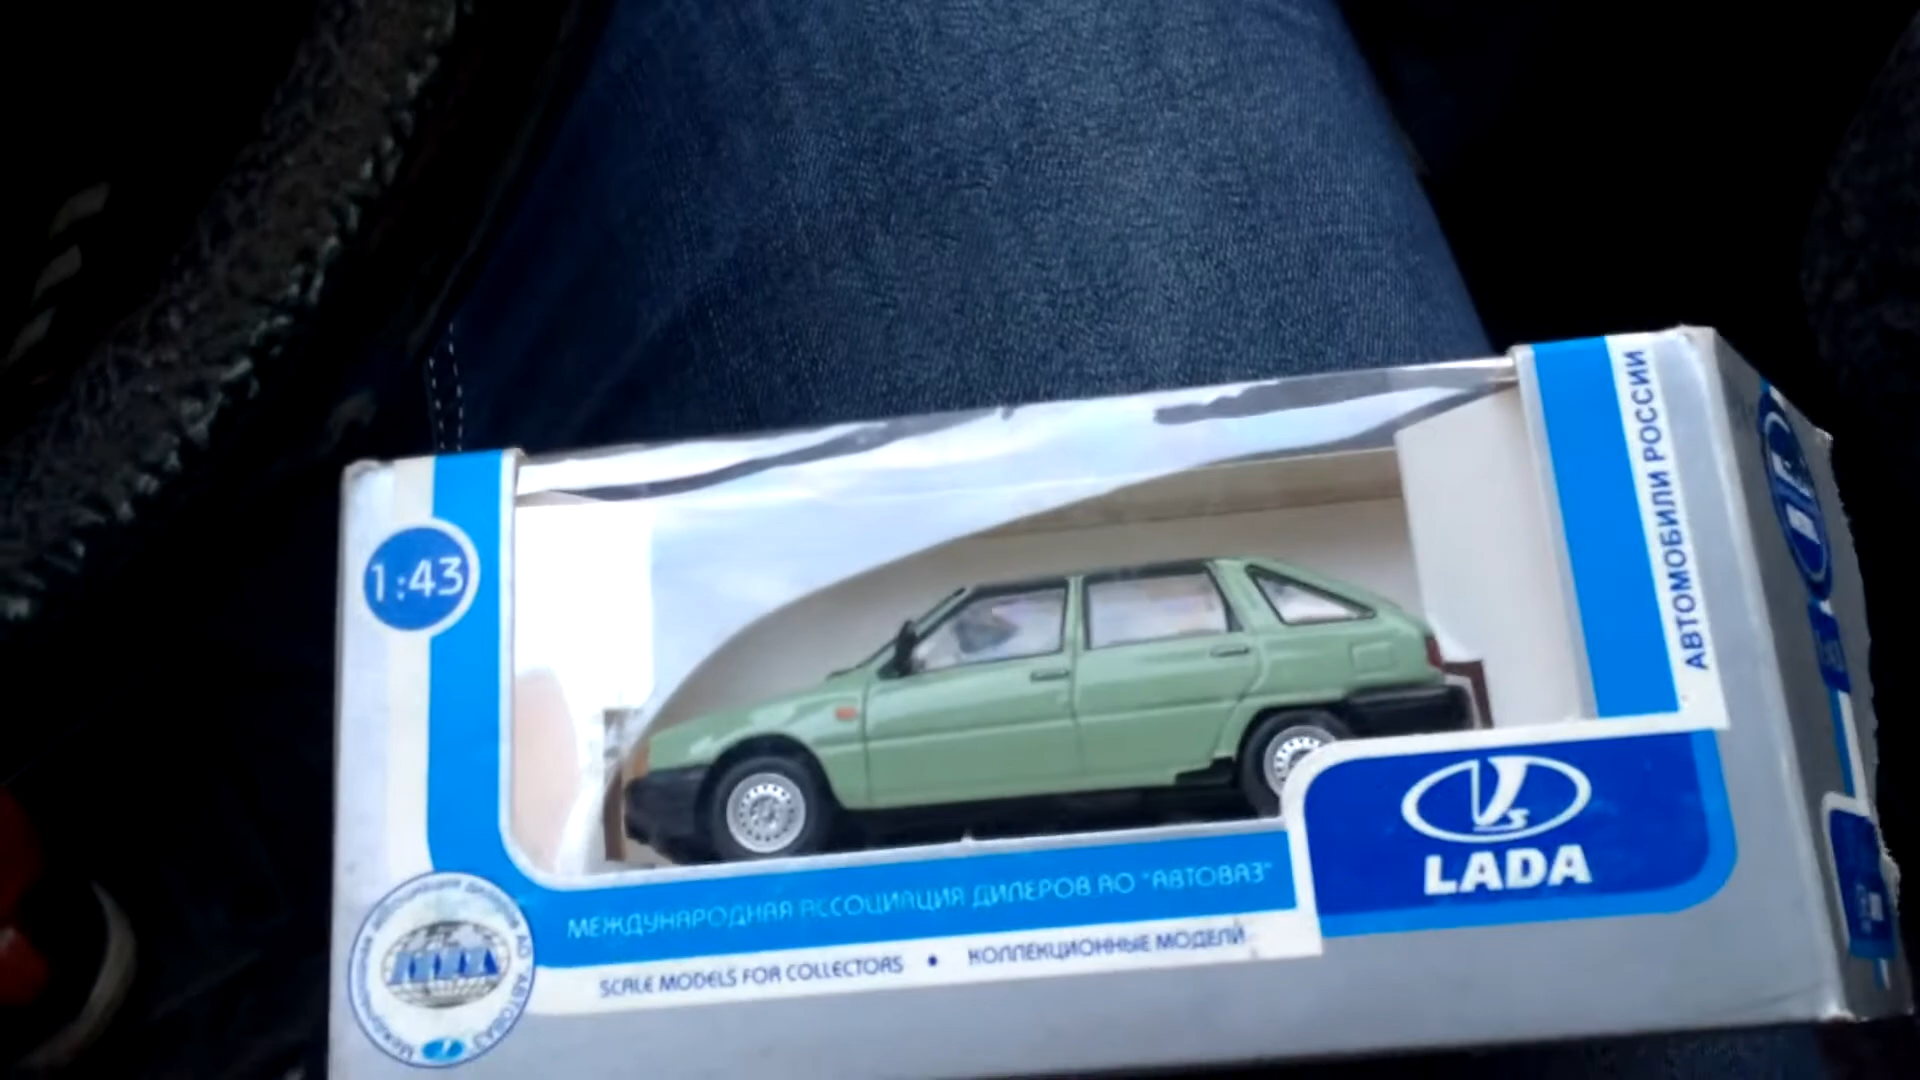 1:43
АВТОМОБИЛИ РОССИИ
LADA
МЕЖДУНАРОДНАЯ АССОЦИАЦИЯ ДИЛЕРОВ АО "АВТОВАЗ"
SCALE MODELS FOR COLLECTORS • КОЛЛЕКЦИОННЫЕ МОДЕЛИ